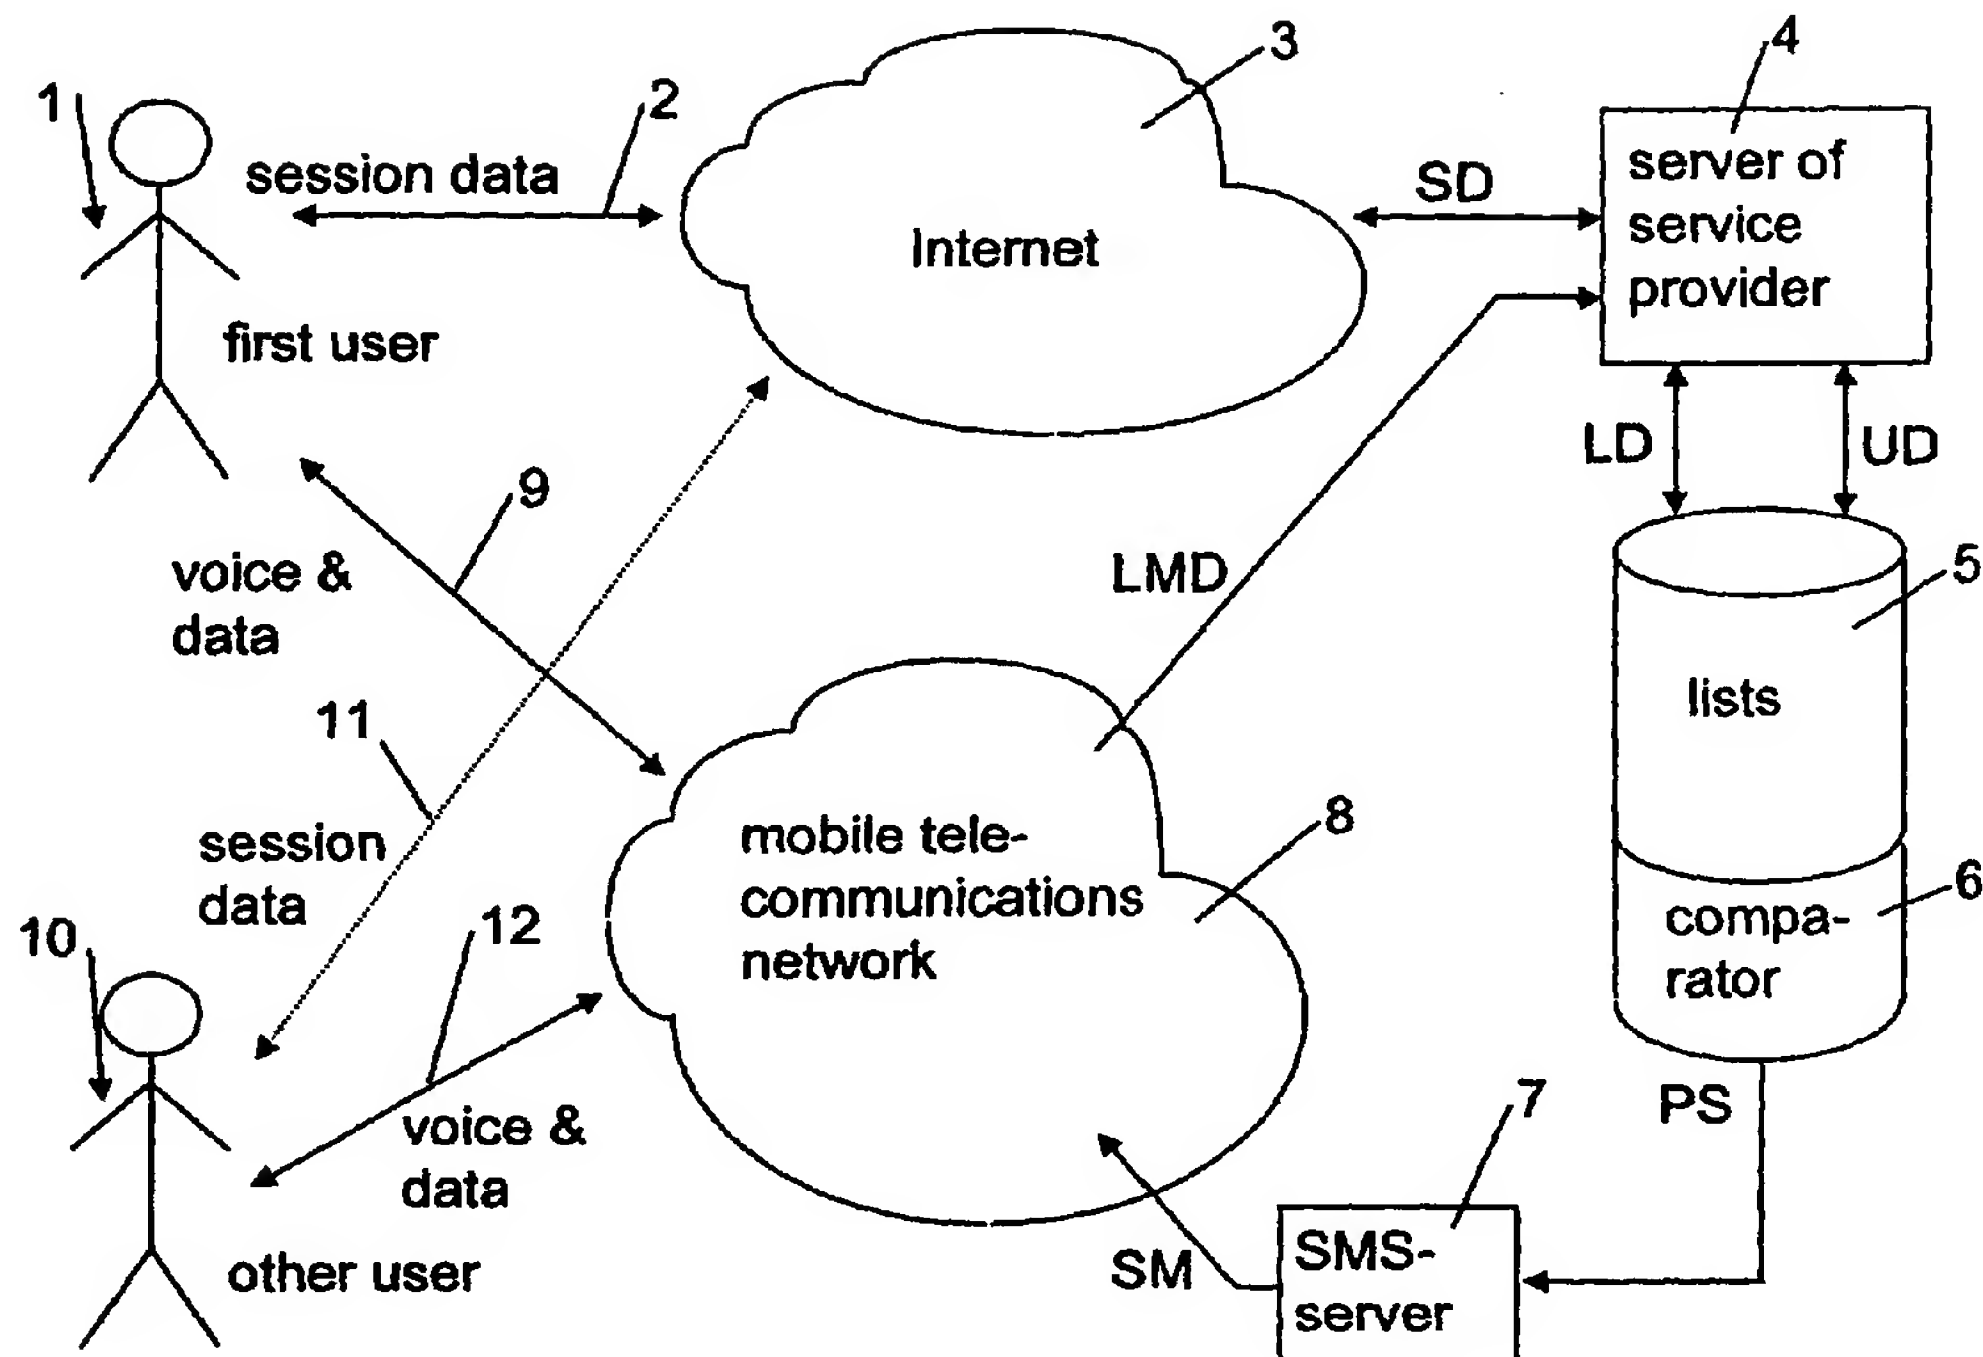 1
2
3
4
session data
SD
server of
service
provider
Internet
first user
LD
UD
9
voice &
data
LMD
5
lists
11
session
data
mobile tele-
communications
network
8
6
compa-
rator
10
12
voice &
data
PS
7
other user
SM
SMS-
server